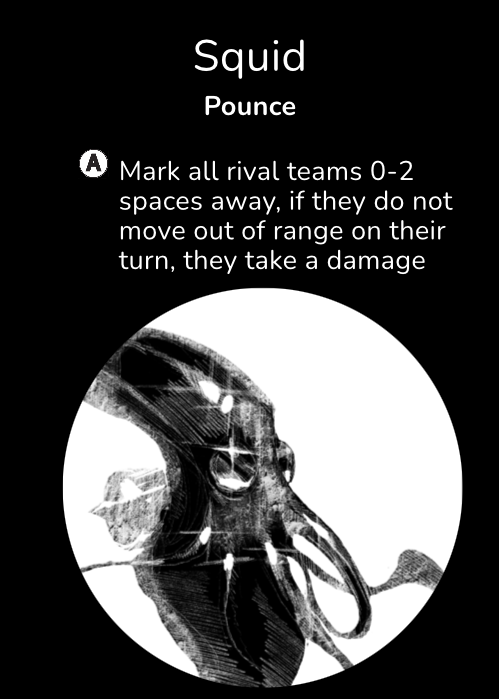 Squid
Pounce
A Mark all rival teams 0-2
spaces away, if they do not
move out of range on their
turn, they take a damage